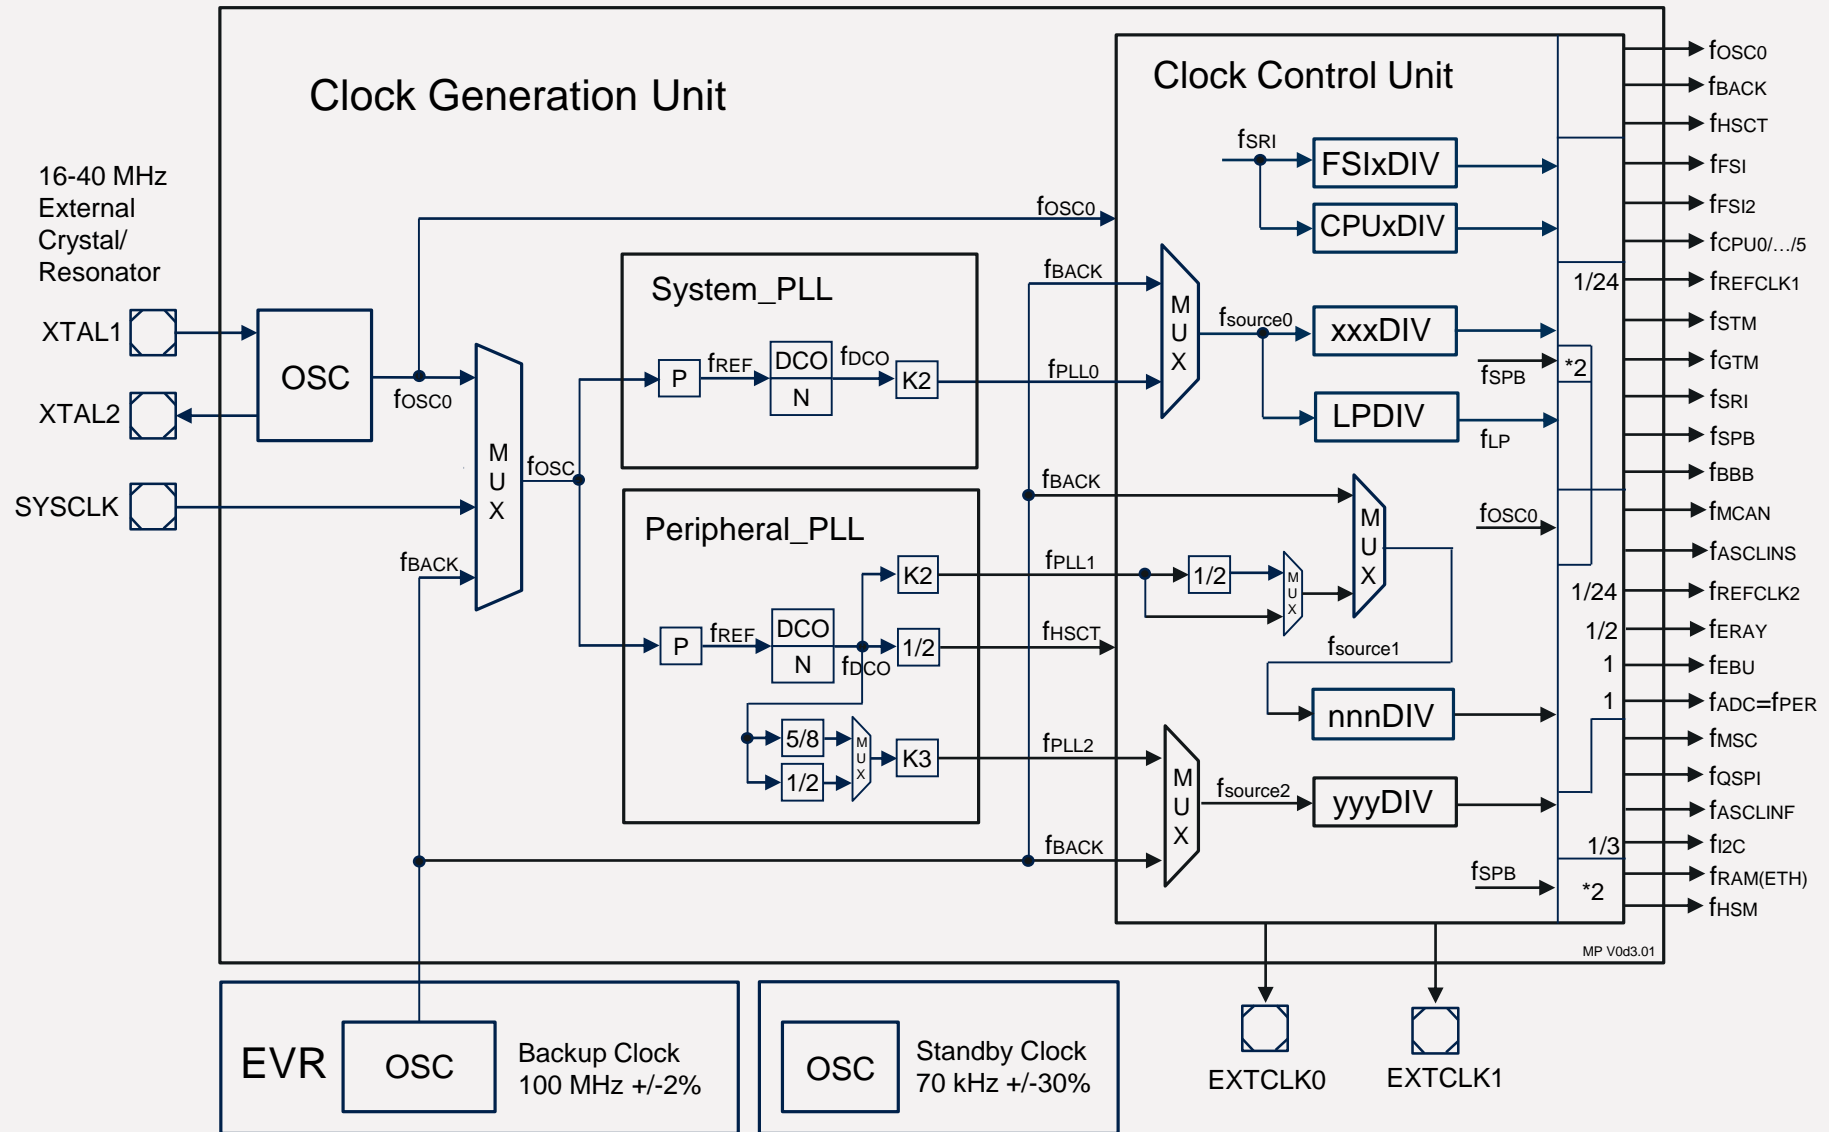 Clock Generation Unit
Clock Control Unit
16-40 MHz
External
Crystal/
Resonator
XTAL1
XTAL2
SYSCLK
OSC
fOSC0
fBACK
MUX
fOSC
fOSC0
System_PLL
P
fREF
DCO
N
fDCO
K2
Peripheral_PLL
P
fREF
DCO
N
fDCO
K2
1/2
5/8
1/2
MUX
K3
fBACK
fPLL0
fBACK
fPLL1
fHSCT
fPLL2
fBACK
MUX
fSRI
FSIxDIV
CPUxDIV
fsource0
xxxDIV
fSPB
LPDIV
fLP
MUX
fOSC0
1/2
MUX
fsource1
nnnDIV
MUX
fsource2
yyyDIV
fSPB
1/24
*2
1/24
1/2
1
1
1/3
*2
fOSC0
fBACK
fHSCT
fFSI
fFSI2
fCPU0/…/5
fREFCLK1
fSTM
fGTM
fSRI
fSPB
fBBB
fMCAN
fASCLINS
fREFCLK2
fERAY
fEBU
fADC=fPER
fMSC
fQSPI
fASCLINF
fI2C
fRAM(ETH)
fHSM
MP V0d3.01
EVR
OSC
Backup Clock
100 MHz +/-2%
OSC
Standby Clock
70 kHz +/-30%
EXTCLK0
EXTCLK1